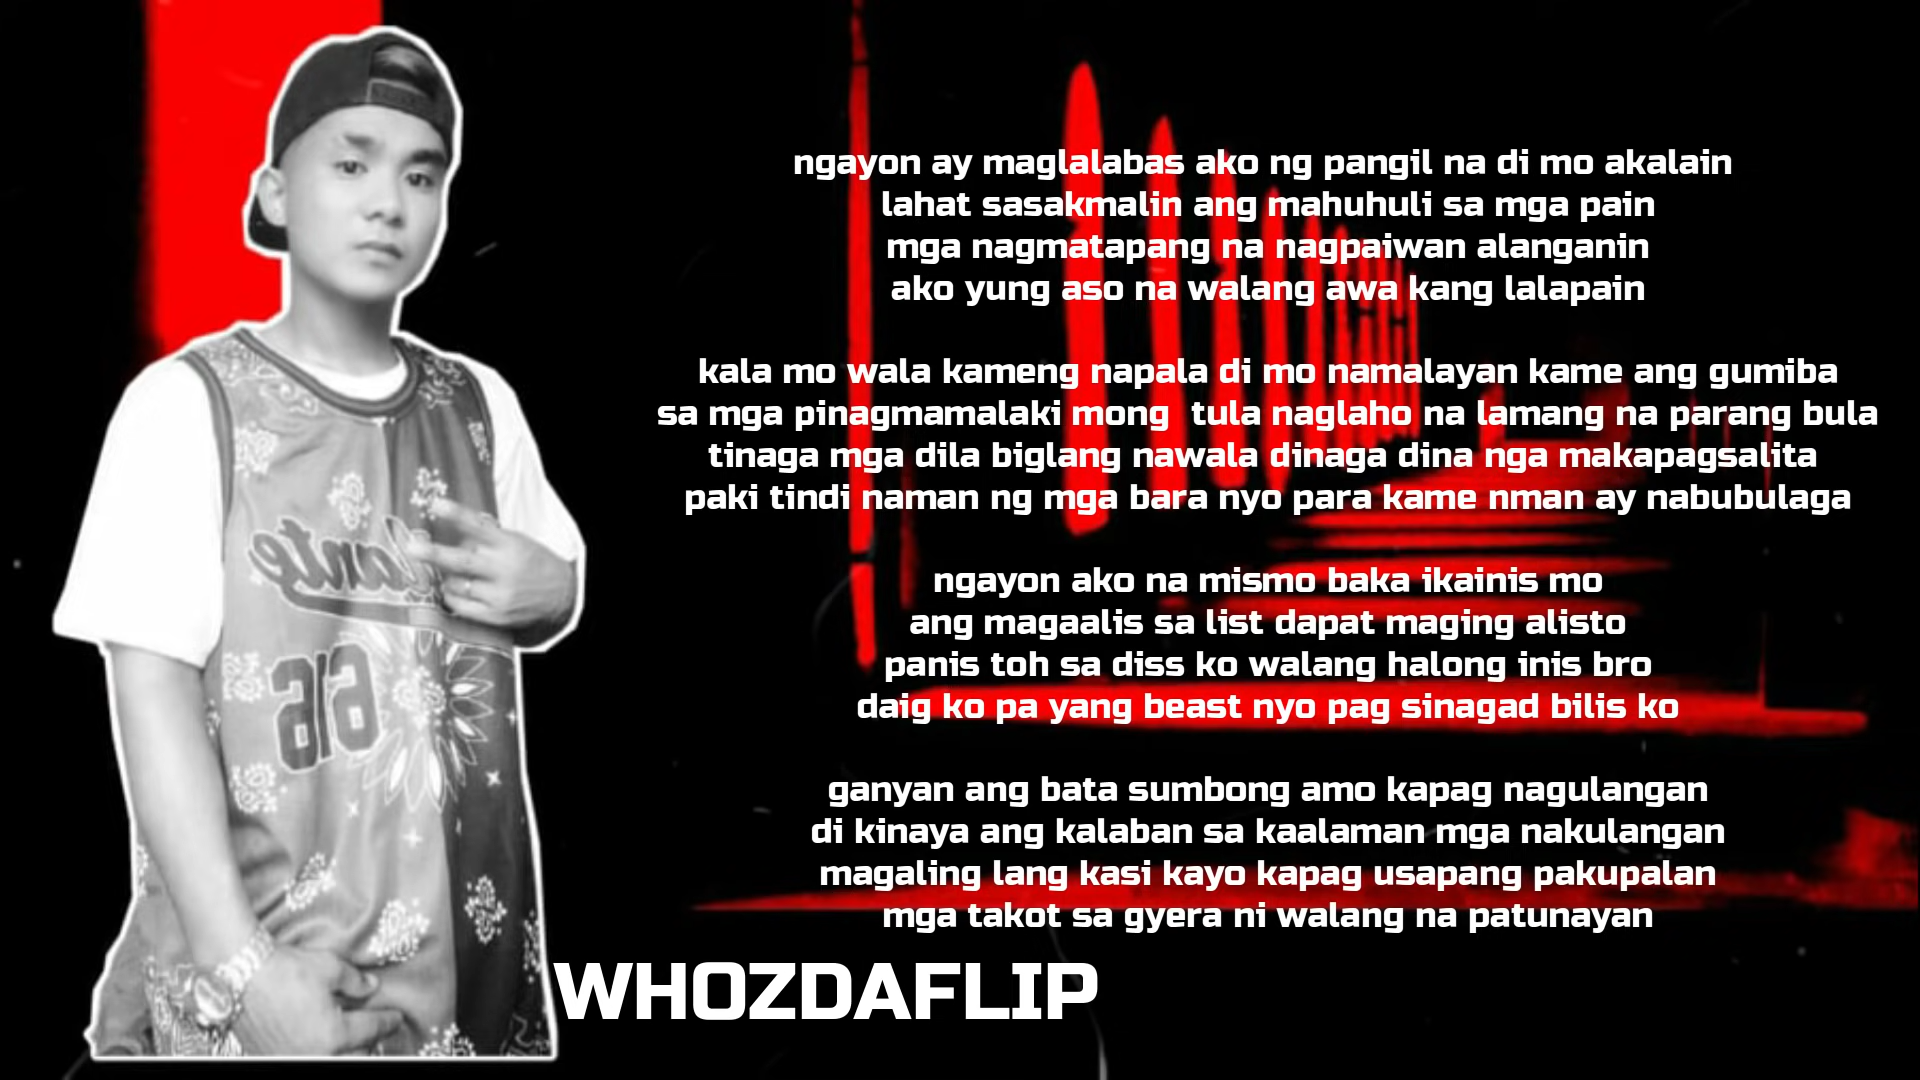 ngayon ay maglalabas ako ng pangil na di mo akalain
lahat sasakmalin ang mahuhuli sa mga pain
mga nagmatapang na nagpaiwan alanganin
ako yung aso na walang awa kang lalapain
kala mo wala kameng napala di mo namalayan kame ang gumiba
sa mga pinagmamalaki mong tula naglaho na lamang na parang bula
tinaga mga dila biglang nawala dinaga dina nga makapagsalita
paki tindi naman ng mga bara nyo para kame nman ay nabubulaga
ngayon ako na mismo baka ikainis mo
ang magaalis sa list dapat maging alisto
panis toh sa diss ko walang halong inis bro
daig ko pa yang beast nyo pag sinagad bilis ko
ganyan ang bata sumbong amo kapag nagulangan
di kinaya ang kalaban sa kaalaman mga nakulangan
magaling lang kasi kayo kapag usapang pakupalan
mga takot sa gyera ni walang na patunayan
WHOZDAFLIP
616